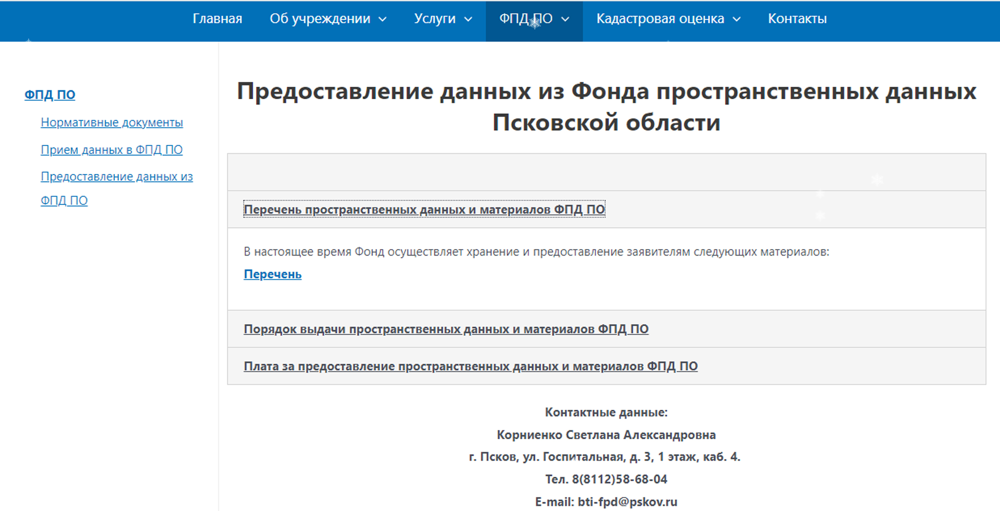 Главная Об учреждении Услуги ФПД ПО Кадастровая оценка Контакты
ФПД ПО
Нормативные документы
Прием данных в ФПД ПО
Предоставление данных из
ФПД ПО
Предоставление данных из Фонда пространственных данных
Псковской области
Перечень пространственных данных и материалов ФПД ПО
В настоящее время Фонд осуществляет хранение и предоставление заявителям следующих материалов:
Перечень
Порядок выдачи пространственных данных и материалов ФПД ПО
Плата за предоставление пространственных данных и материалов ФПД ПО
Контактные данные:
Корниенко Светлана Александровна
г. Псков, ул. Госпитальная, д. 3, 1 этаж, каб. 4.
Тел. 8(8112)58-68-04
E-mail: bti-fpd@pskov.ru